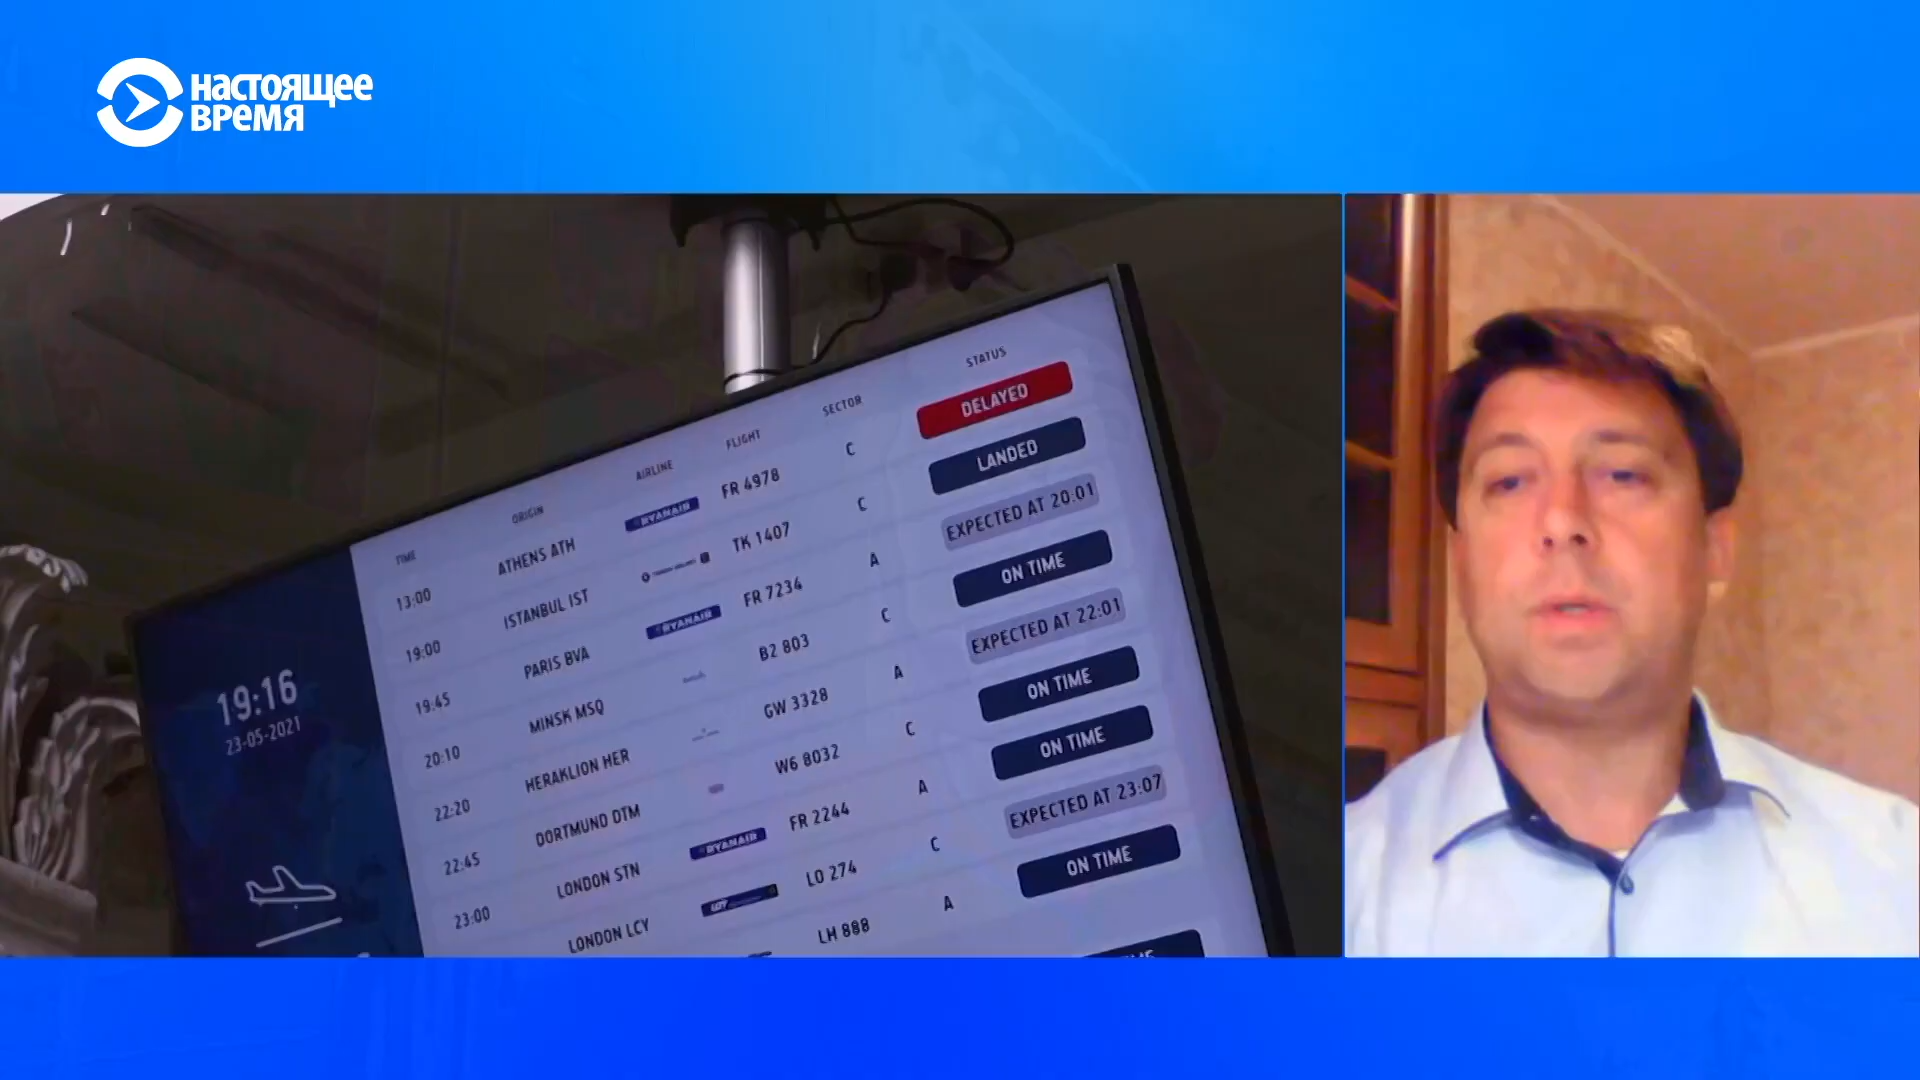 НАСТОЯЩЕЕ
ВРЕМЯ
TIME ORIGIN AIRLINE FLIGHT SECTOR STATUS
13:00 ATHENS ATH RYANAIR FR 4978 C DELAYED
19:00 ISTANBUL IST TK 1407 C LANDED
19:45 PARIS BVA RYANAIR FR 7234 A EXPECTED AT 20:01
20:10 MINSK MSQ B2 803 C ON TIME
22:20 HERAKLION HER GW 3328 A EXPECTED AT 22:01
22:45 DORTMUND DTM W6 8032 C ON TIME
23:00 LONDON STN RYANAIR FR 2244 A ON TIME
LONDON LCY LOT LO 274 C EXPECTED AT 23:07
LH 888 A ON TIME
19:16
23-05-2021